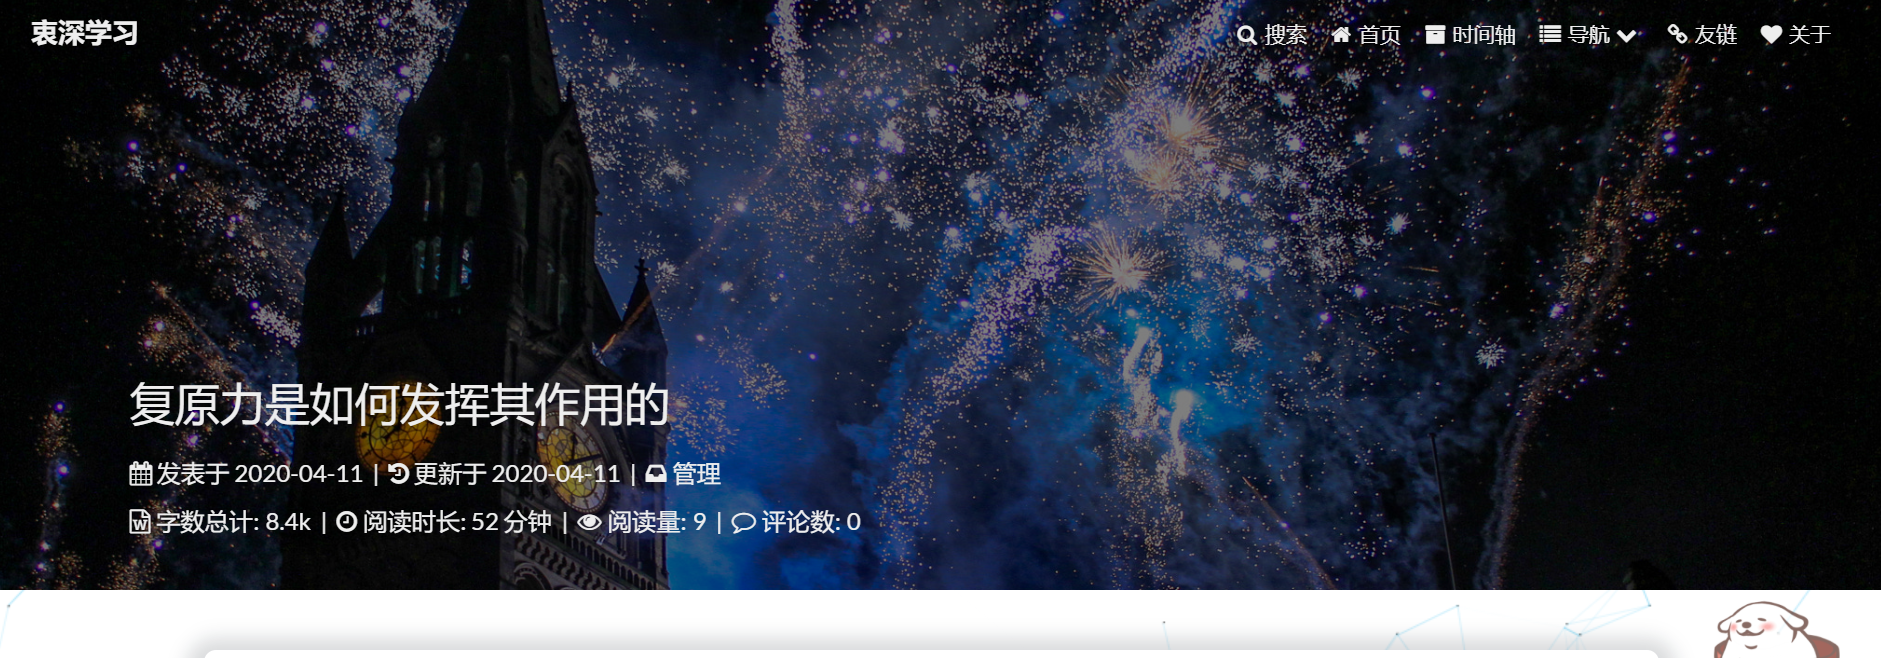 衷深学习
搜索 首页 时间轴 导航 友链 关于
复原力是如何发挥其作用的
发表于 2020-04-11 | 更新于 2020-04-11 | 管理
字数总计: 8.4k | 阅读时长: 52 分钟 | 阅读量: 9 | 评论数: 0